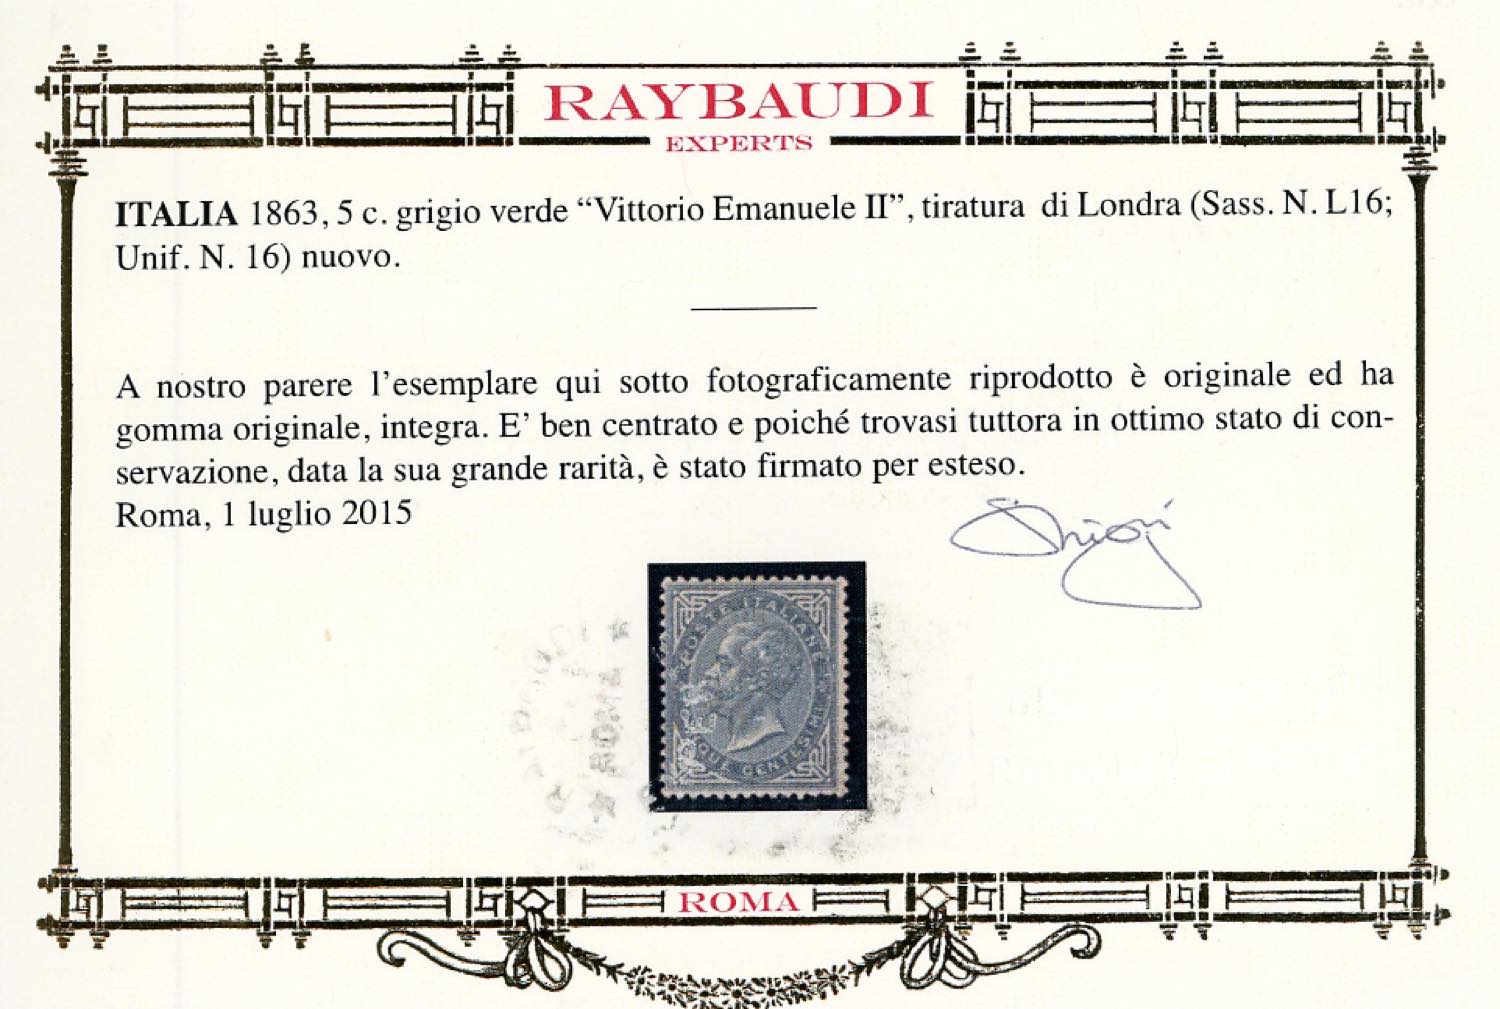 RAYBAUDI
EXPERTS
ITALIA 1863, 5 c. grigio verde “Vittorio Emanuele II”, tiratura di Londra (Sass. N. L16;
Unif. N. 16) nuovo.
A nostro parere l’esemplare qui sotto fotograficamente riprodotto è originale ed ha
gomma originale, integra. E’ ben centrato e poiché trovasi tuttora in ottimo stato di con-
servazione, data la sua grande rarità, è stato firmato per esteso.
Roma, 1 luglio 2015
POSTE ITALIANE
CENTESIMI
ROMA